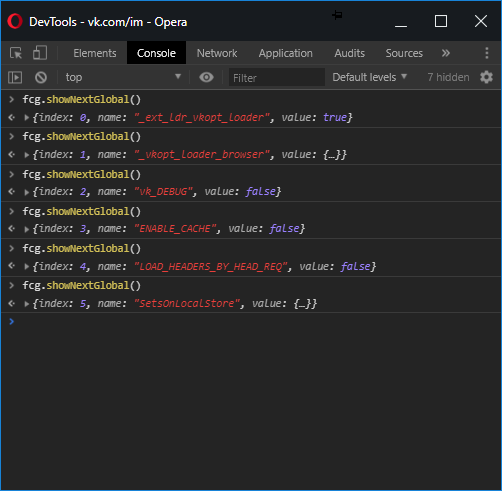 DevTools - vk.com/im - Opera
Elements Console Network Application Audits Sources »
top Filter Default levels 7 hidden
> fcg.showNextGlobal()
{index: 0, name: "_ext_ldr_vkopt_loader", value: true}
> fcg.showNextGlobal()
{index: 1, name: "_vkopt_loader_browser", value: {…}}
> fcg.showNextGlobal()
{index: 2, name: "vk_DEBUG", value: false}
> fcg.showNextGlobal()
{index: 3, name: "ENABLE_CACHE", value: false}
> fcg.showNextGlobal()
{index: 4, name: "LOAD_HEADERS_BY_HEAD_REQ", value: false}
> fcg.showNextGlobal()
{index: 5, name: "SetsOnLocalStore", value: {…}}
>